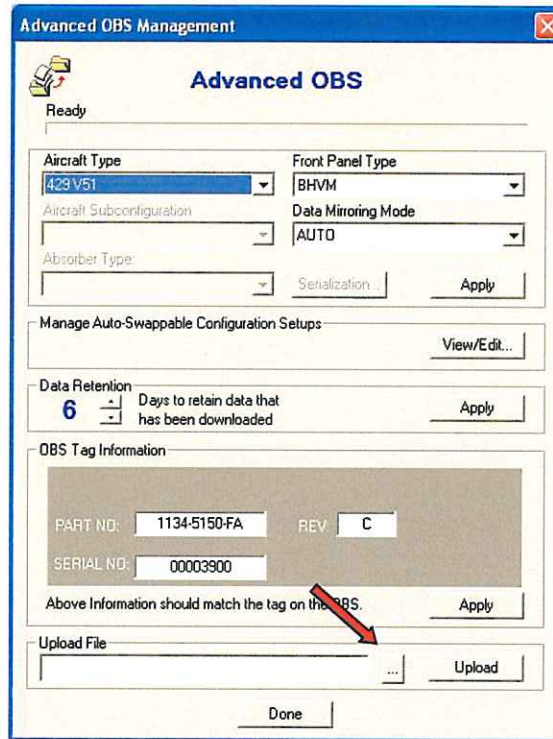 Advanced OBS Management
Advanced OBS
Ready
Aircraft Type
Front Panel Type
429 V51
BHVM
Aircraft Subconfiguration
Data Mirroring Mode
AUTO
Absorber Type:
Serialization...
Apply
Manage Auto-Swappable Configuration Setups
View/Edit...
Data Retention
6
Days to retain data that
has been downloaded
Apply
OBS Tag Information
PART NO:
1134-5150-FA
REV:
C
SERIAL NO:
00003900
Above Information should match the tag on the OBS.
Apply
Upload File
...
Upload
Done